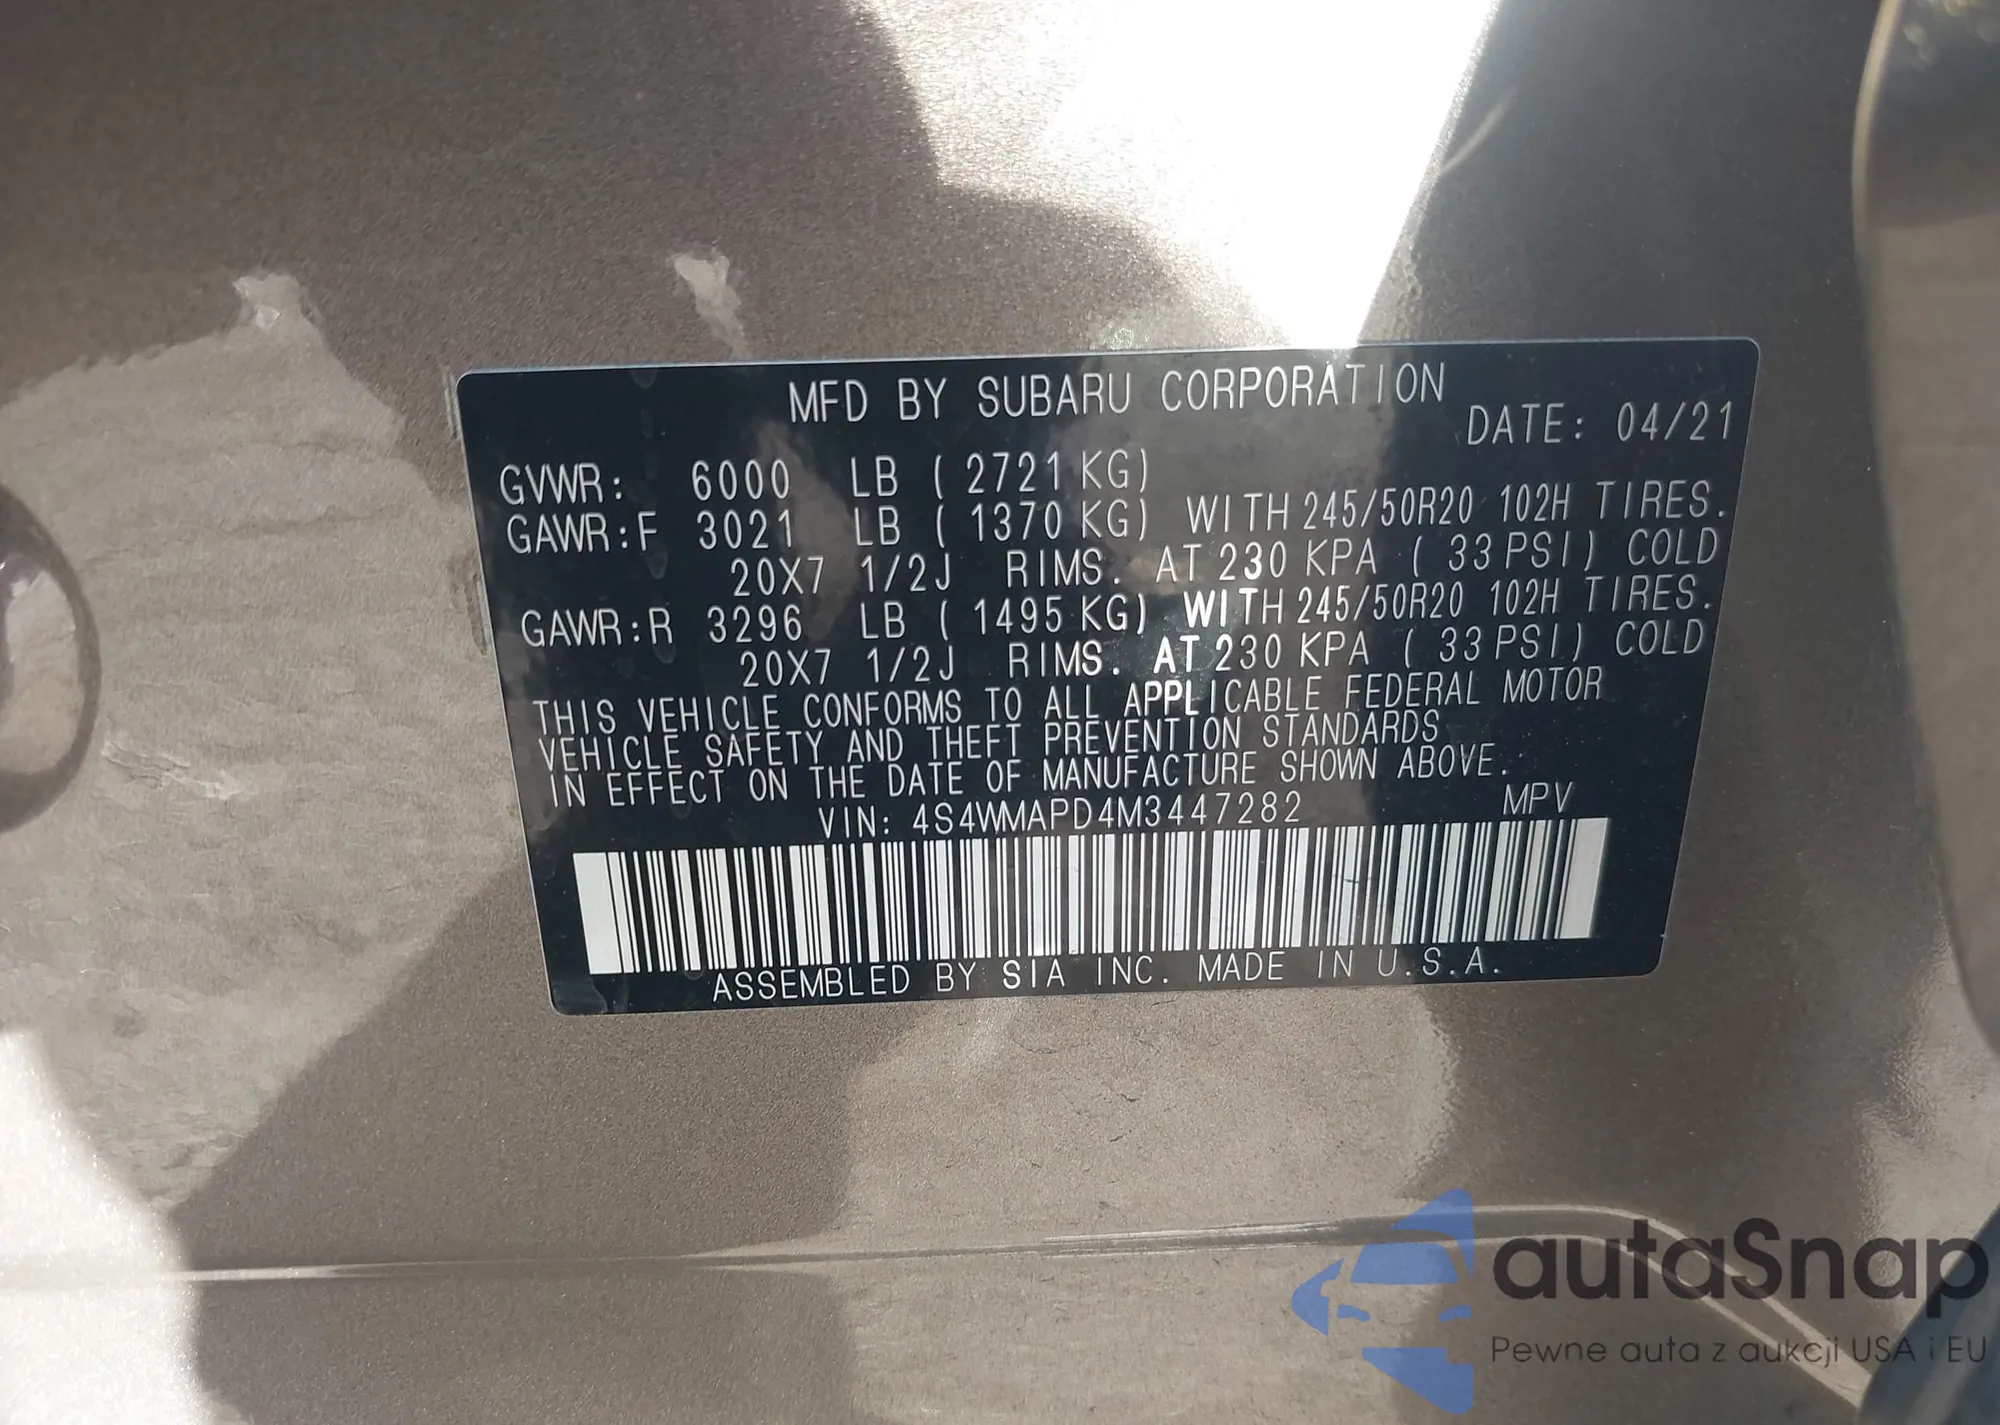 MFD BY SUBARU CORPORATION
DATE: 04/21
GVWR: 6000 LB ( 2721 KG)
GAWR:F 3021 LB ( 1370 KG) WITH 245/50R20 102H TIRES.
20X7 1/2J RIMS. AT 230 KPA ( 33 PSI) COLD
GAWR:R 3296 LB ( 1495 KG) WITH 245/50R20 102H TIRES.
20X7 1/2J RIMS. AT 230 KPA ( 33 PSI) COLD
THIS VEHICLE CONFORMS TO ALL APPLICABLE FEDERAL MOTOR
VEHICLE SAFETY AND THEFT PREVENTION STANDARDS
IN EFFECT ON THE DATE OF MANUFACTURE SHOWN ABOVE.
VIN: 4S4WMAPD4M3447282 MPV
ASSEMBLED BY SIA INC. MADE IN U.S.A.
autaSnap
Pewne auta z aukcji USA i EU